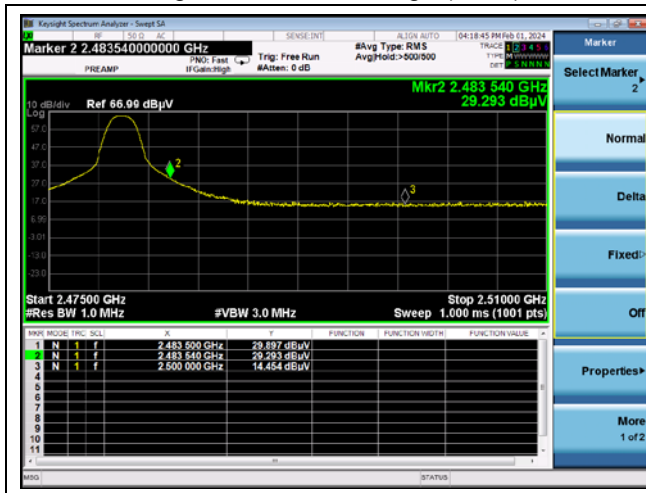 Keysight Spectrum Analyzer - Swept SA
RF 50 Ω AC SENSE:INT ALIGN AUTO 04:18:45 PM Feb 01, 2024
Marker 2 2.483540000000 GHz
PREAMP
PNO: Fast
IFGain:High
Trig: Free Run
#Atten: 0 dB
#Avg Type: RMS
Avg|Hold:>500/500
TRACE 1 2 3 4 5 6
TYPE M
DET P S N N N N
Mkr2 2.483 540 GHz
29.293 dBµV
10 dB/div Ref 66.99 dBµV
Log
57.0
47.0
37.0
27.0
17.0
6.99
-3.01
-13.0
-23.0
2
3
Start 2.47500 GHz
Stop 2.51000 GHz
#Res BW 1.0 MHz
#VBW 3.0 MHz
Sweep 1.000 ms (1001 pts)
MKR MODE TRC SCL X Y FUNCTION FUNCTION WIDTH FUNCTION VALUE
1 N 1 f 2.483 500 GHz 29.897 dBuV
2 N 1 f 2.483 540 GHz 29.293 dBuV
3 N 1 f 2.500 000 GHz 14.454 dBuV
4
5
6
7
8
9
10
11
MSG STATUS
Marker
Select Marker
2
Normal
Delta
Fixed
Off
Properties
More
1 of 2